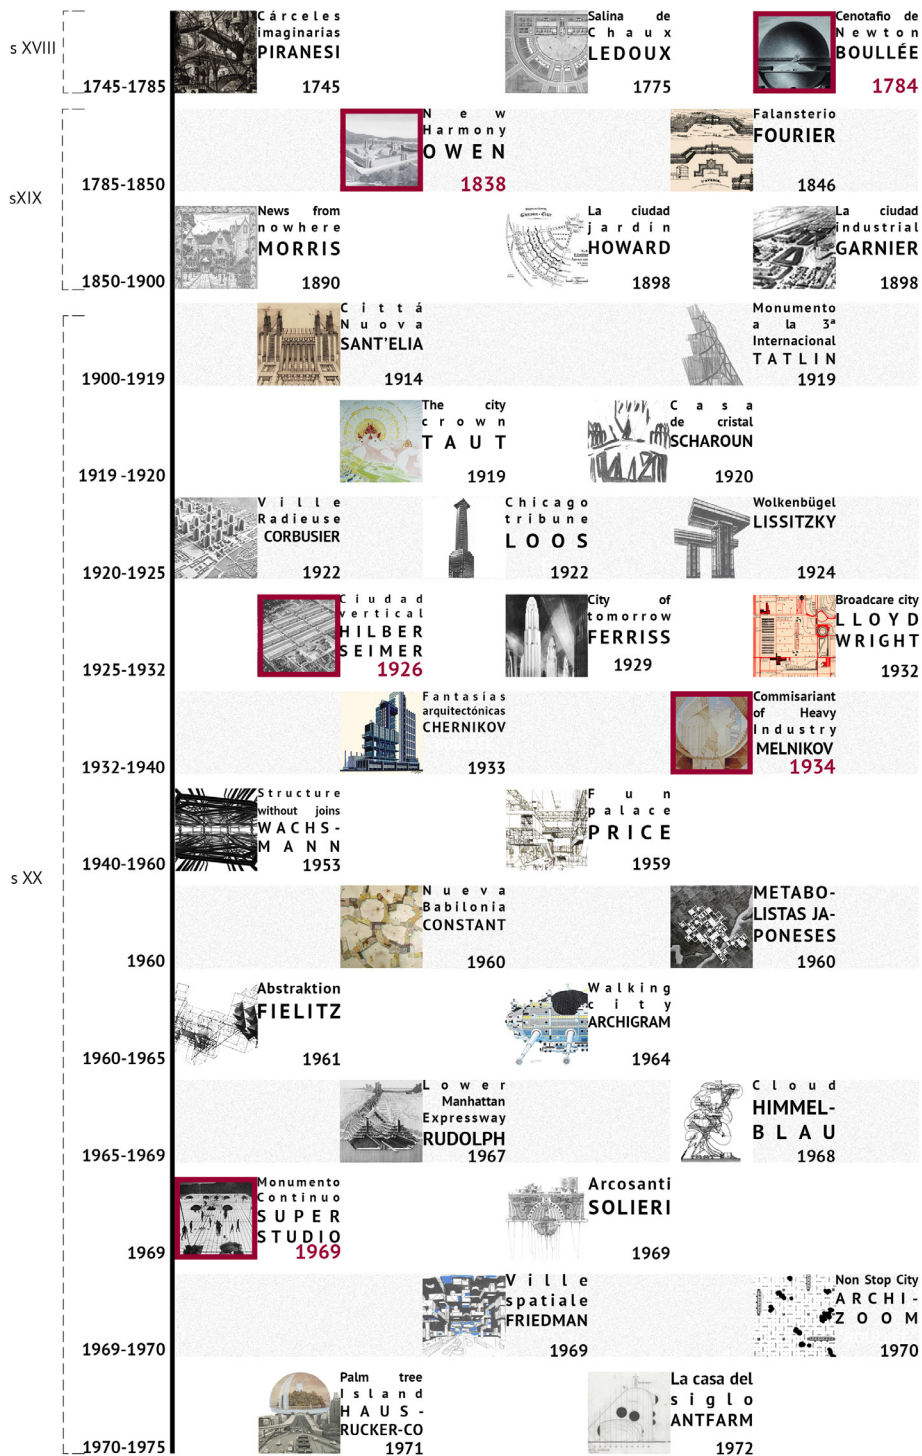 s XVIII
1745-1785
Cárceles
imaginarias
PIRANESI
1745
Salina de
Chaux
LEDOUX
1775
Cenotafio de
Newton
BOULLÉE
1784
sXIX
1785-1850
New
Harmony
OWEN
1838
Falansterio
FOURIER
1846
1850-1900
News from
nowhere
MORRIS
1890
La ciudad
jardín
HOWARD
1898
La ciudad
industrial
GARNIER
1898
s XX
1900-1919
Cittá
Nuova
SANT'ELIA
1914
Monumento
a la 3ª
Internacional
TATLIN
1919
1919 -1920
The city
crown
TAUT
1919
Casa
de cristal
SCHAROUN
1920
1920-1925
Ville
Radieuse
CORBUSIER
1922
Chicago
tribune
LOOS
1922
Wolkenbügel
LISSITZKY
1924
1925-1932
Ciudad
vertical
HILBER
SEIMER
1926
City of
tomorrow
FERRISS
1929
Broadcare city
LLOYD
WRIGHT
1932
1932-1940
Fantasías
arquitectónicas
CHERNIKOV
1933
Commisariant
of Heavy
Industry
MELNIKOV
1934
1940-1960
Structure
without joins
WACHS-
MANN
1953
Fun
palace
PRICE
1959
1960
Nueva
Babilonia
CONSTANT
1960
METABO-
LISTAS JA-
PONESES
1960
1960-1965
Abstraktion
FIELITZ
1961
Walking
city
ARCHIGRAM
1964
1965-1969
Lower
Manhattan
Expressway
RUDOLPH
1967
Cloud
HIMMEL-
BLAU
1968
1969
Monumento
Continuo
SUPER
STUDIO
1969
Arcosanti
SOLIERI
1969
1969-1970
Ville
spatiale
FRIEDMAN
1969
Non Stop City
ARCHI-
ZOOM
1970
1970-1975
Palm tree
Island
HAUS-
RUCKER-CO
1971
La casa del
siglo
ANTFARM
1972